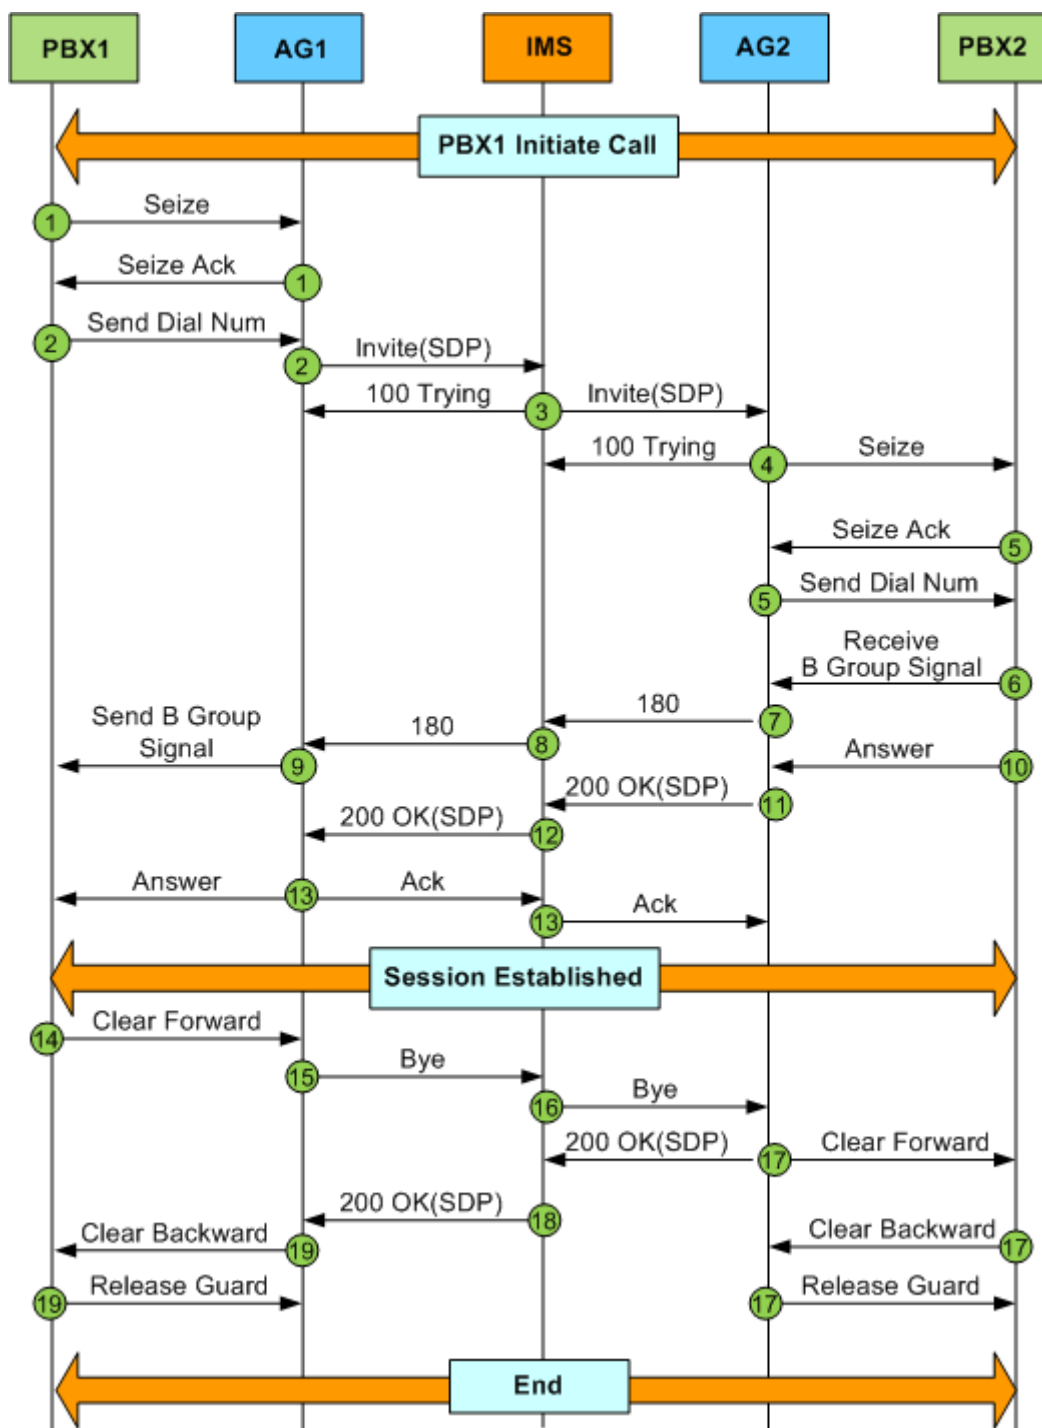 PBX1 AG1 IMS AG2 PBX2
PBX1 Initiate Call
1 Seize
Seize Ack 1
2 Send Dial Num
2 Invite(SDP)
100 Trying 3 Invite(SDP)
100 Trying 4 Seize
Seize Ack 5
5 Send Dial Num
Receive
B Group Signal 6
180 7
180 8
Send B Group
Signal 9
Answer 10
200 OK(SDP) 11
200 OK(SDP) 12
Answer 13 Ack
13 Ack
Session Established
14 Clear Forward
15 Bye
16 Bye
200 OK(SDP) 17 Clear Forward
200 OK(SDP) 18
Clear Backward 19
Clear Backward 17
19 Release Guard
17 Release Guard
End